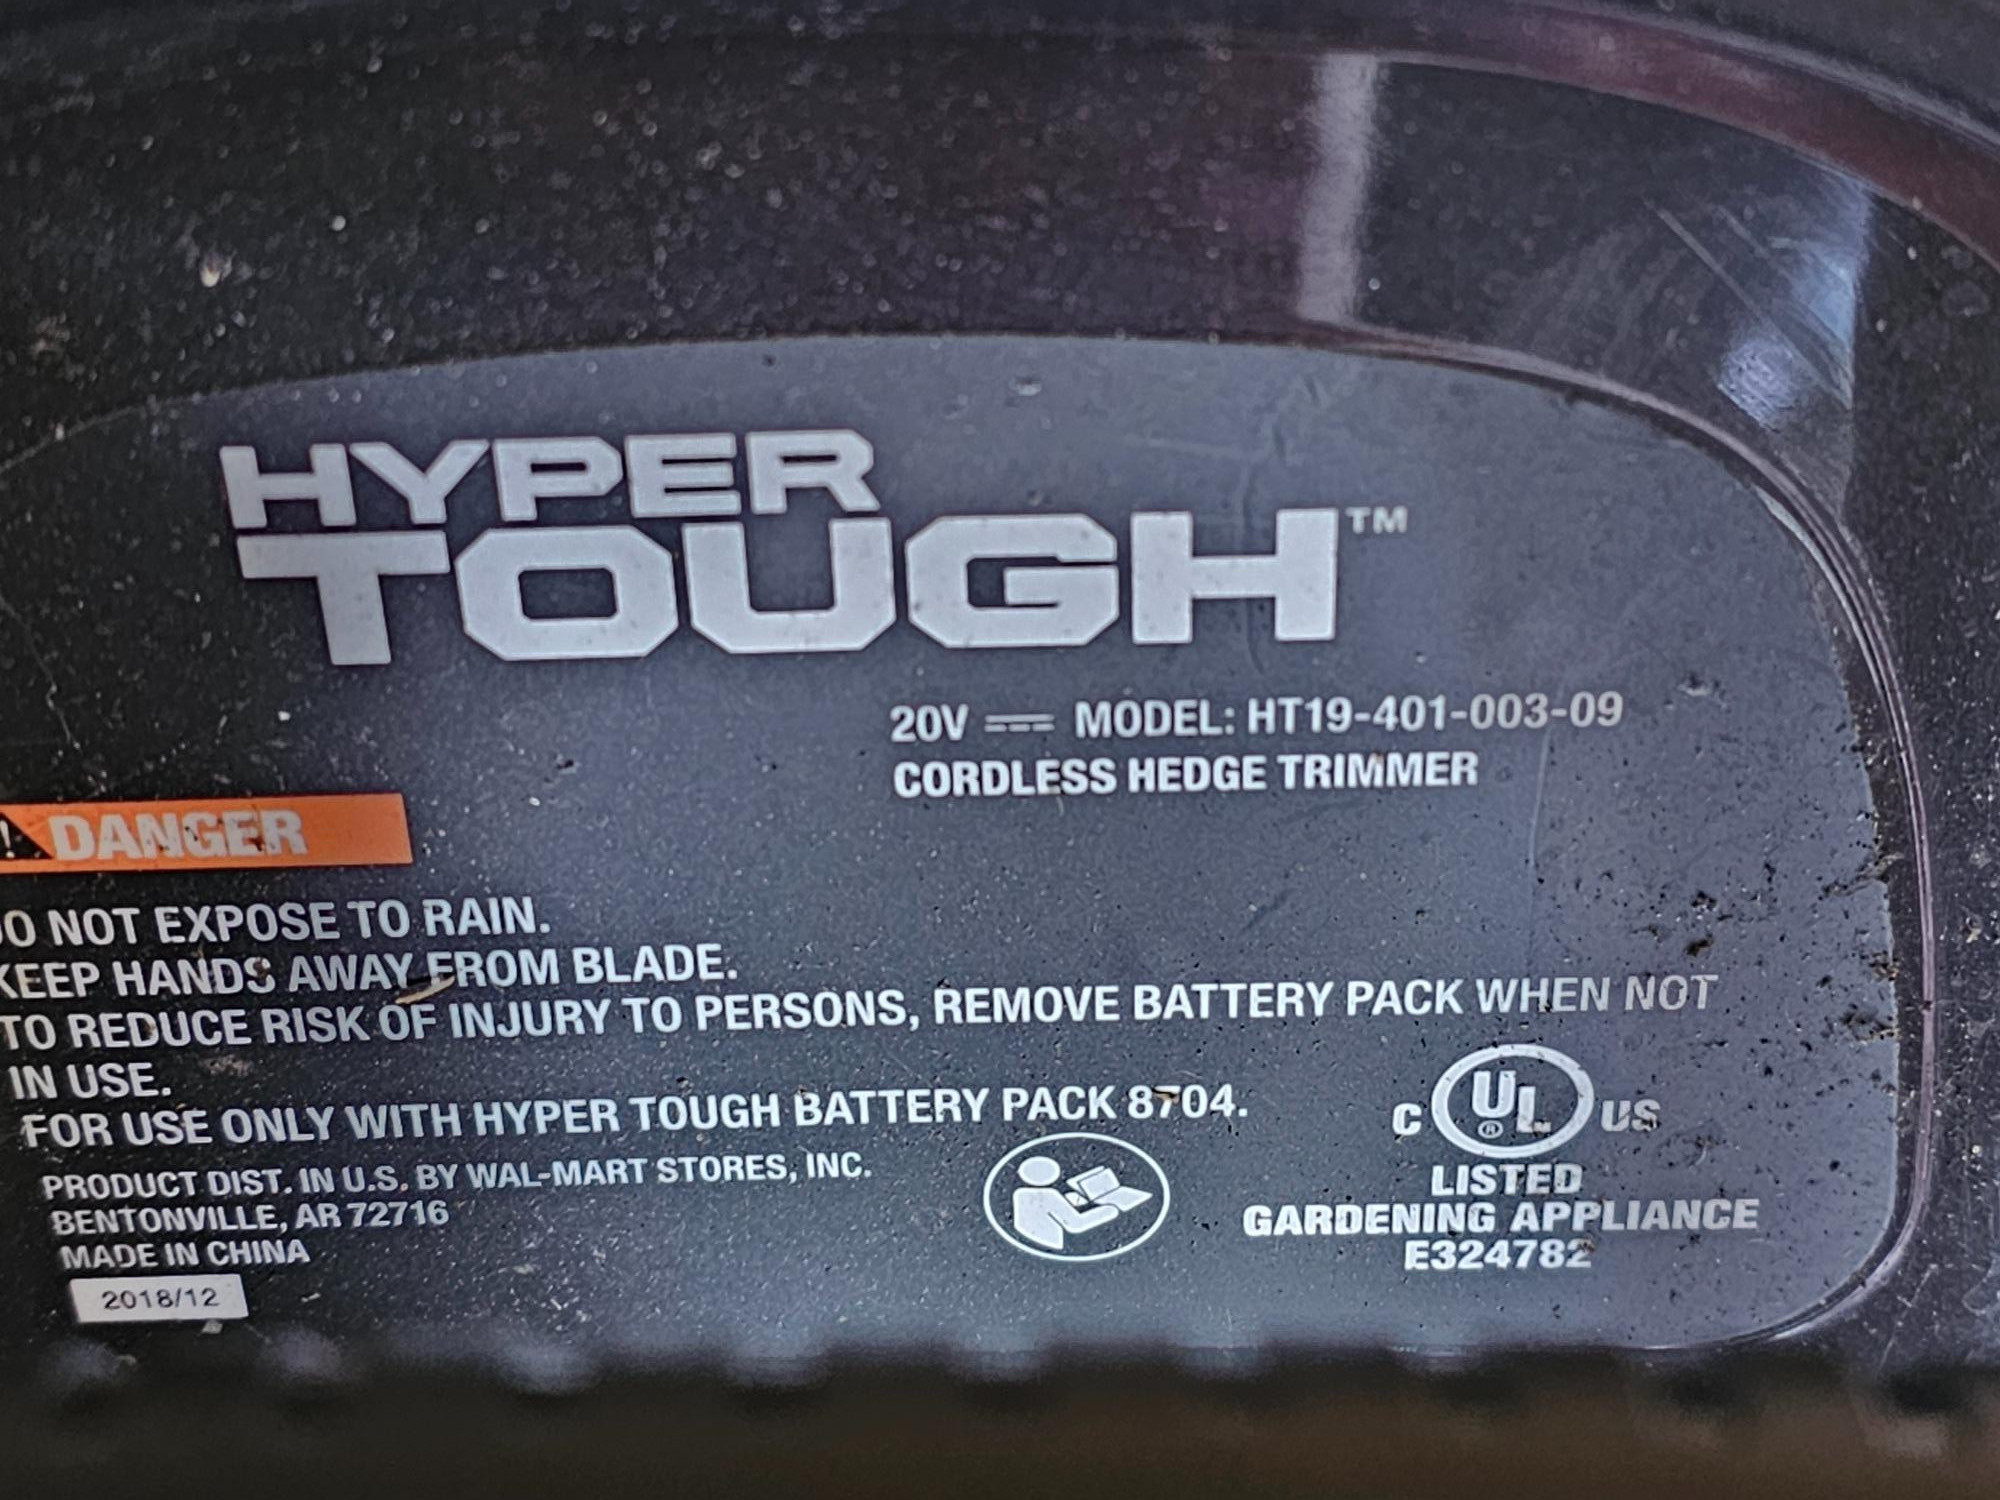 HYPER
TOUGH™
20V ⎓ MODEL: HT19-401-003-09
CORDLESS HEDGE TRIMMER
! DANGER
DO NOT EXPOSE TO RAIN.
KEEP HANDS AWAY FROM BLADE.
TO REDUCE RISK OF INJURY TO PERSONS, REMOVE BATTERY PACK WHEN NOT
IN USE.
FOR USE ONLY WITH HYPER TOUGH BATTERY PACK 8704.
PRODUCT DIST. IN U.S. BY WAL-MART STORES, INC.
BENTONVILLE, AR 72716
MADE IN CHINA
2018/12
C UL® US
LISTED
GARDENING APPLIANCE
E324782